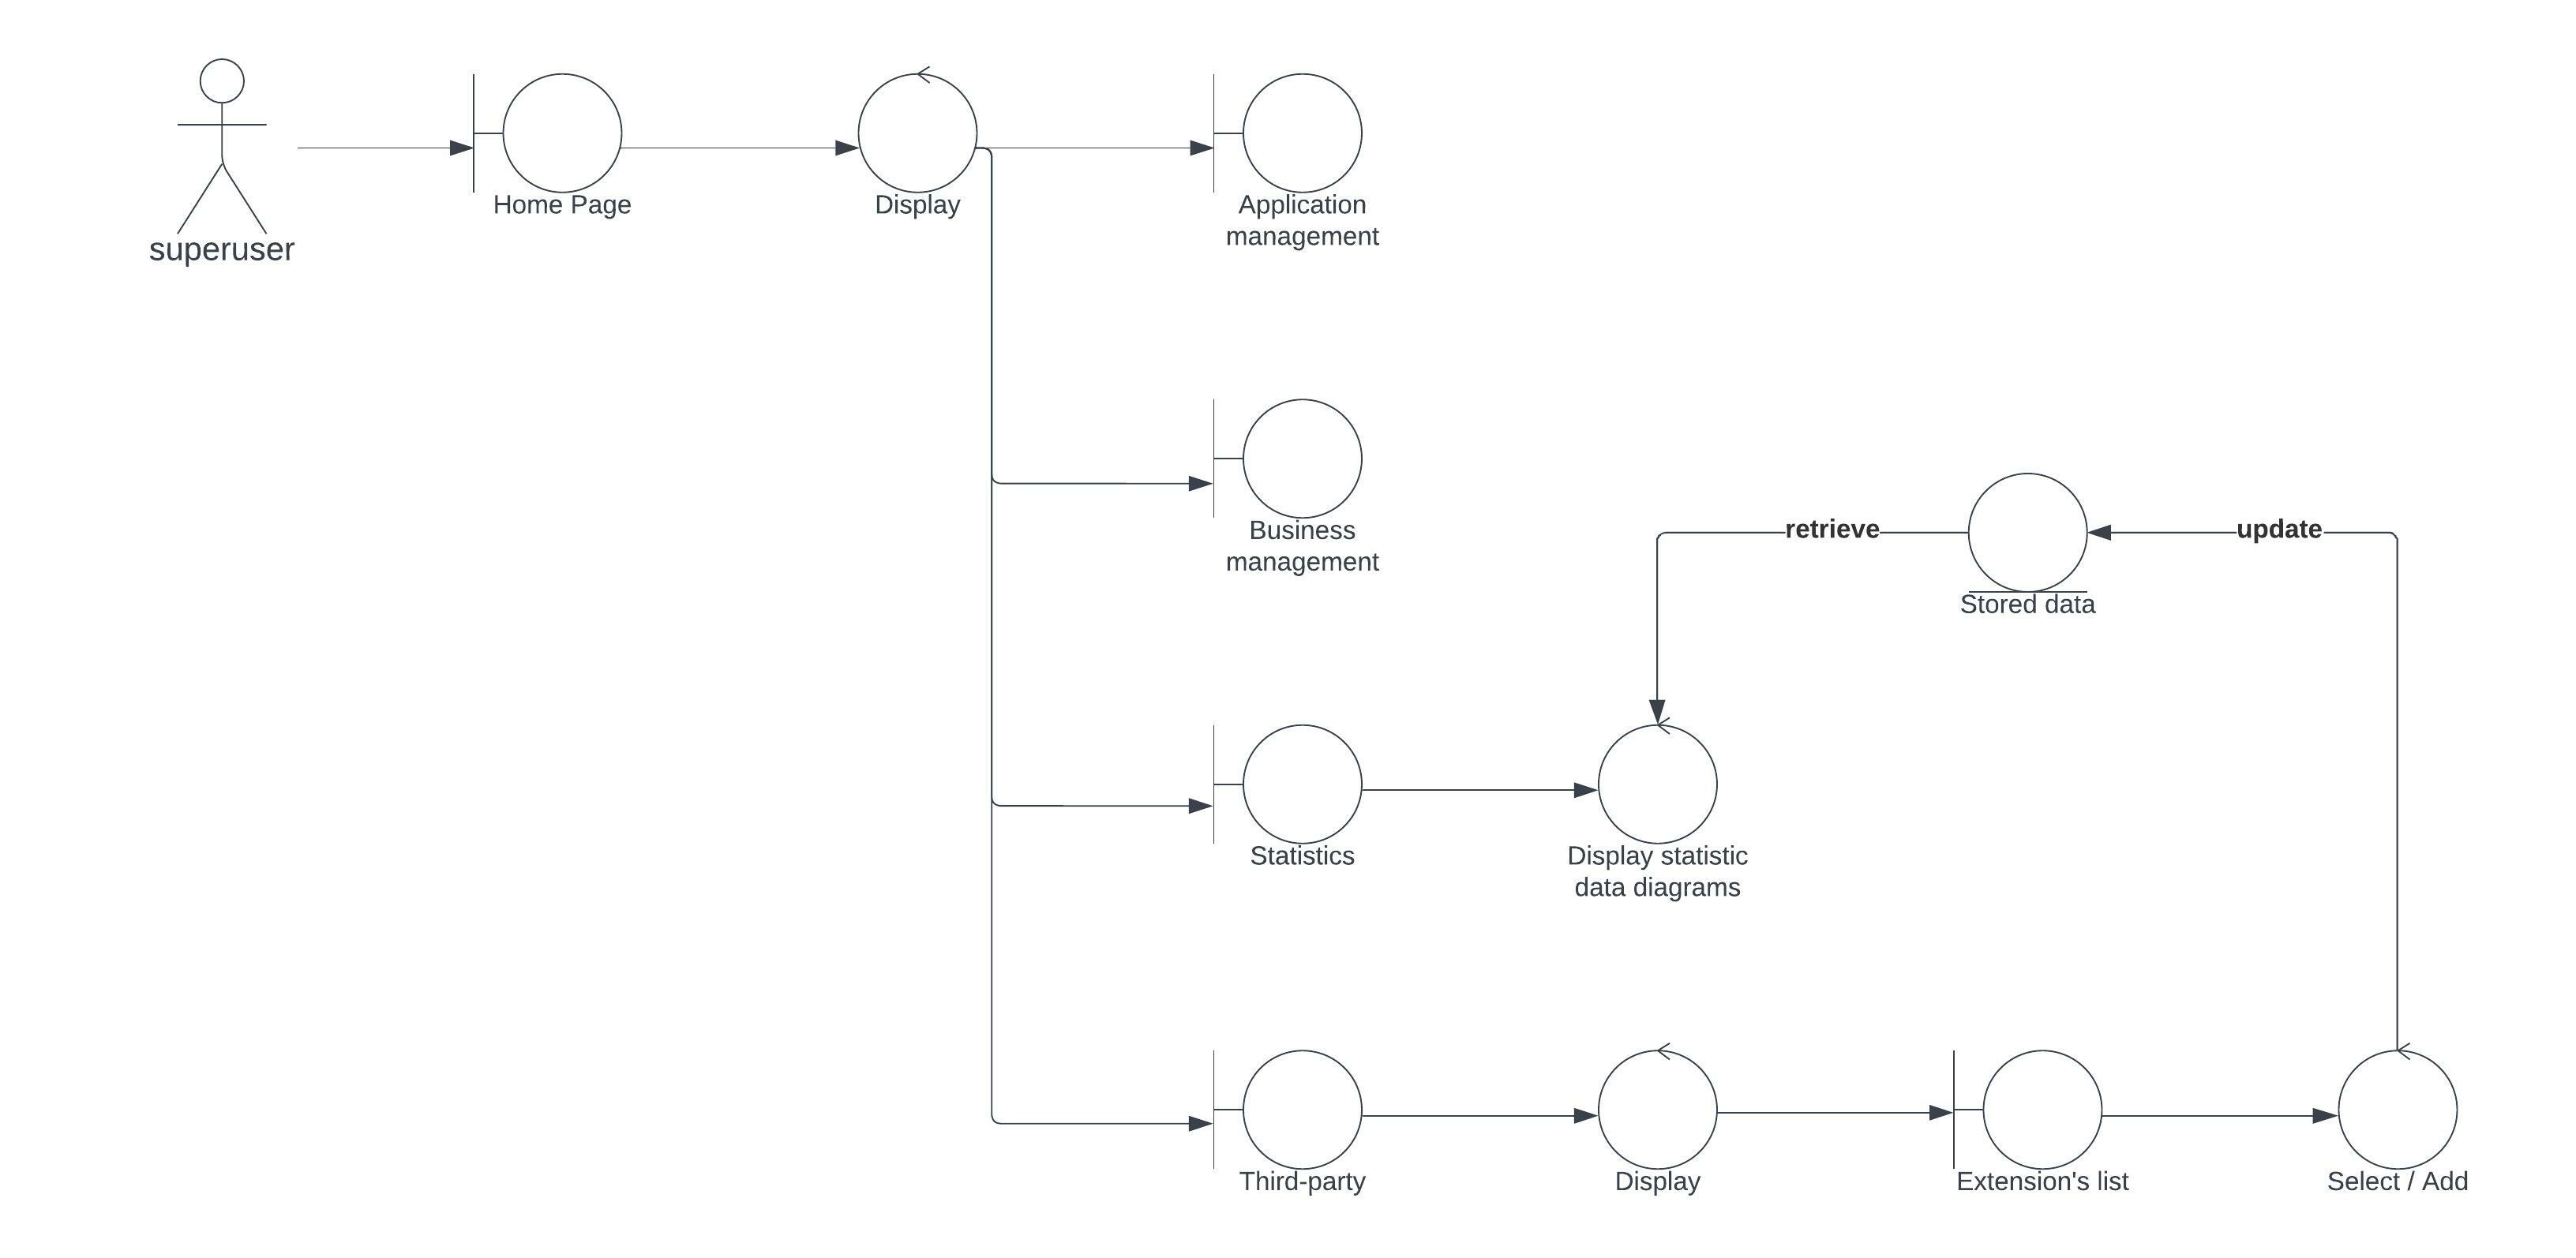 superuser
Home Page
Display
Application
management
Business
management
retrieve
update
Stored data
Statistics
Display statistic
data diagrams
Third-party
Display
Extension's list
Select / Add